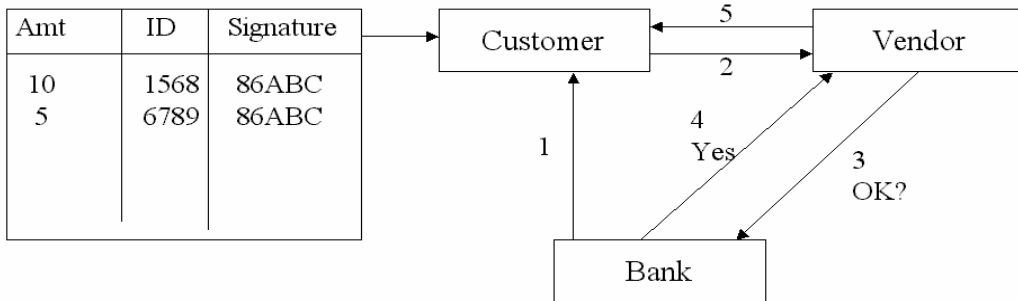 Amt ID Signature
10 1568 86ABC
5 6789 86ABC
Customer
5
2
Vendor
1
4
Yes
3
OK?
Bank